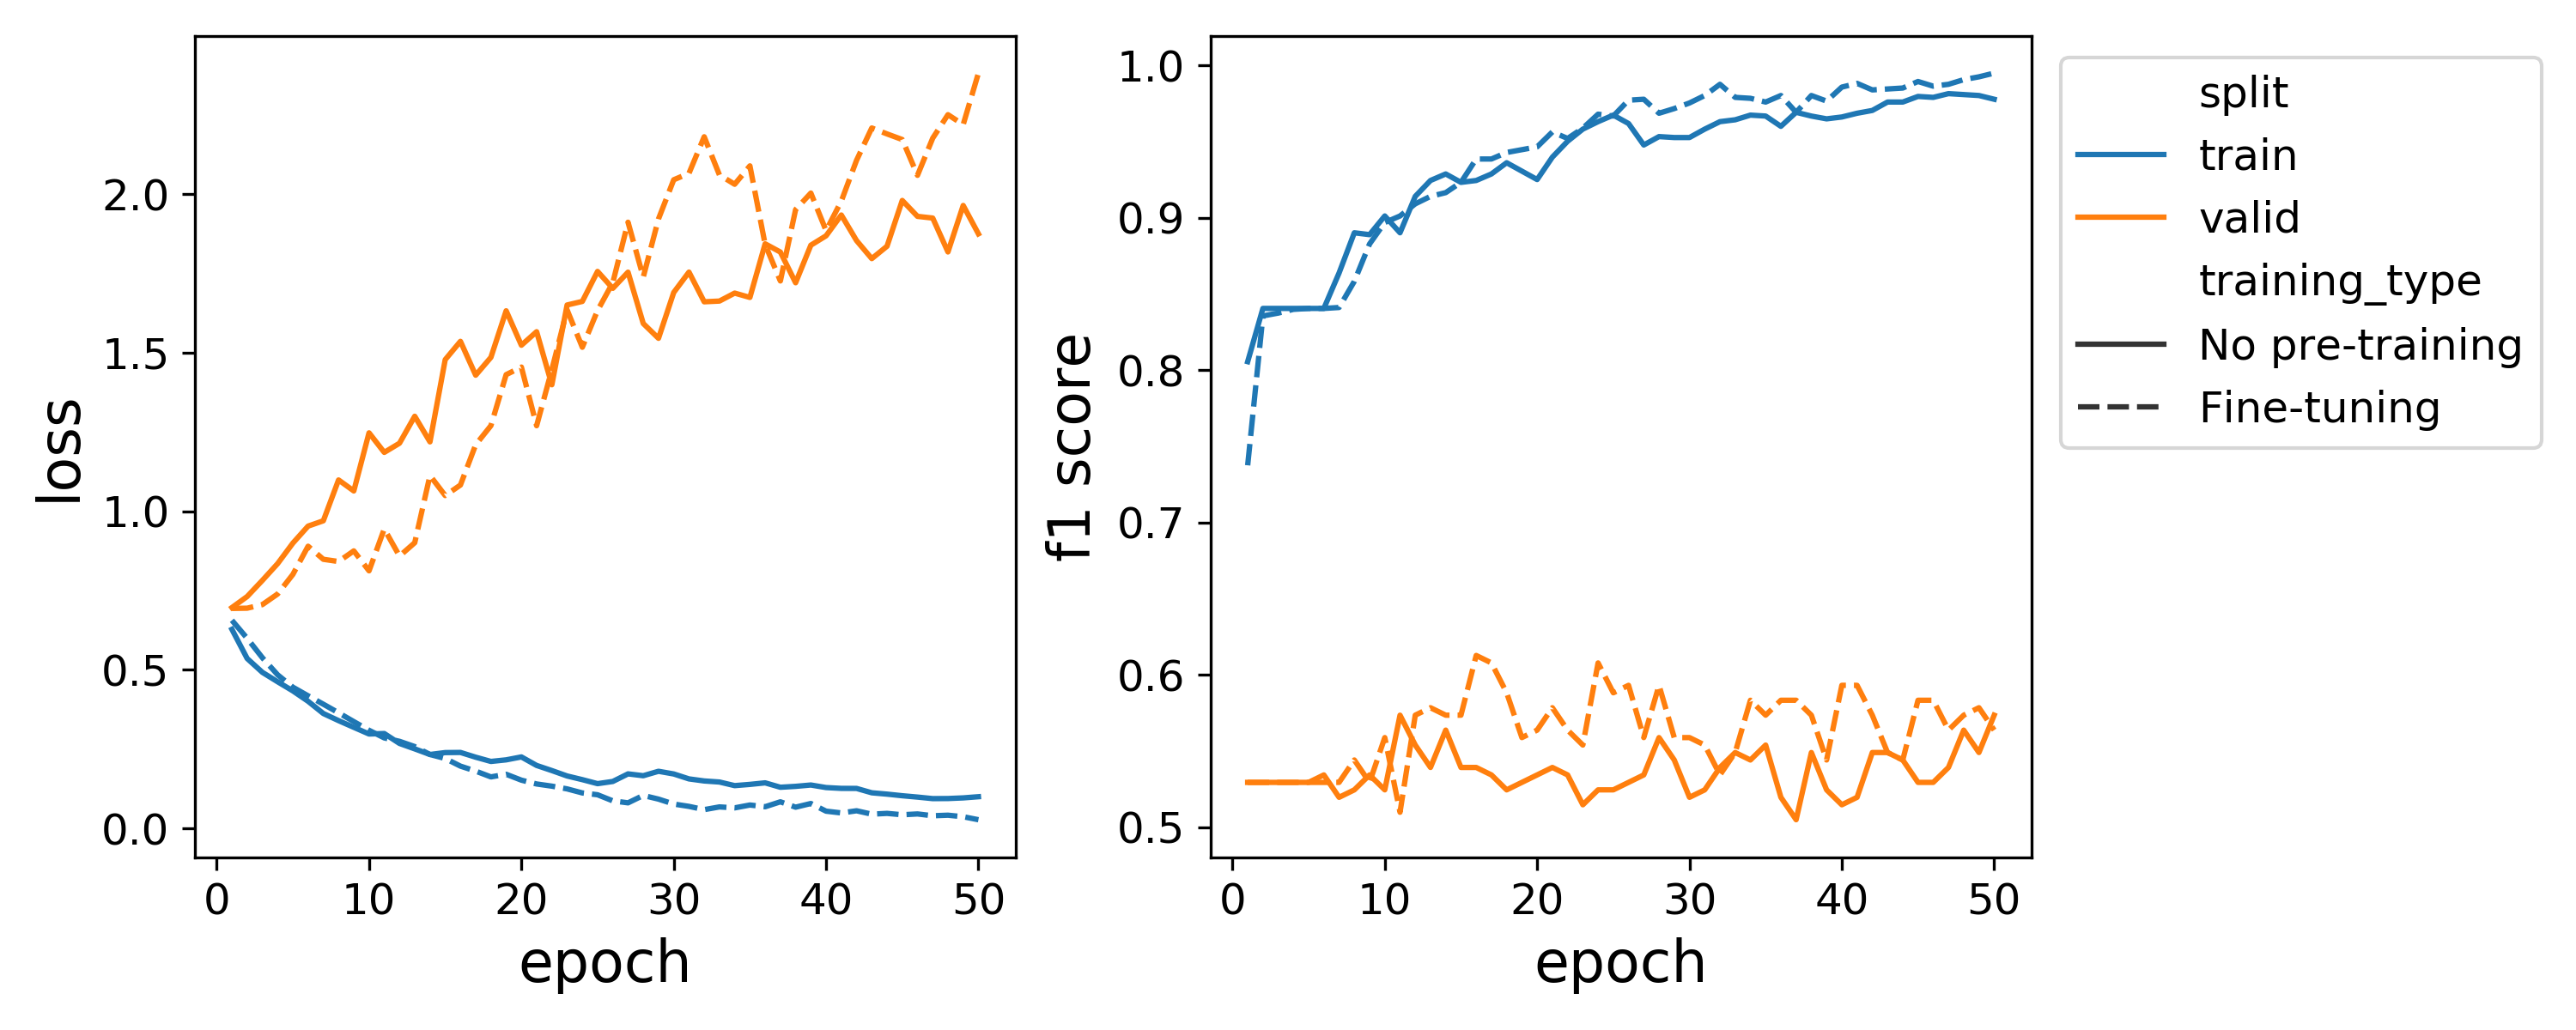 loss
2.0
1.5
1.0
0.5
0.0
0 10 20 30 40 50
epoch
f1 score
1.0
0.9
0.8
0.7
0.6
0.5
0 10 20 30 40 50
epoch
split
train
valid
training_type
No pre-training
Fine-tuning